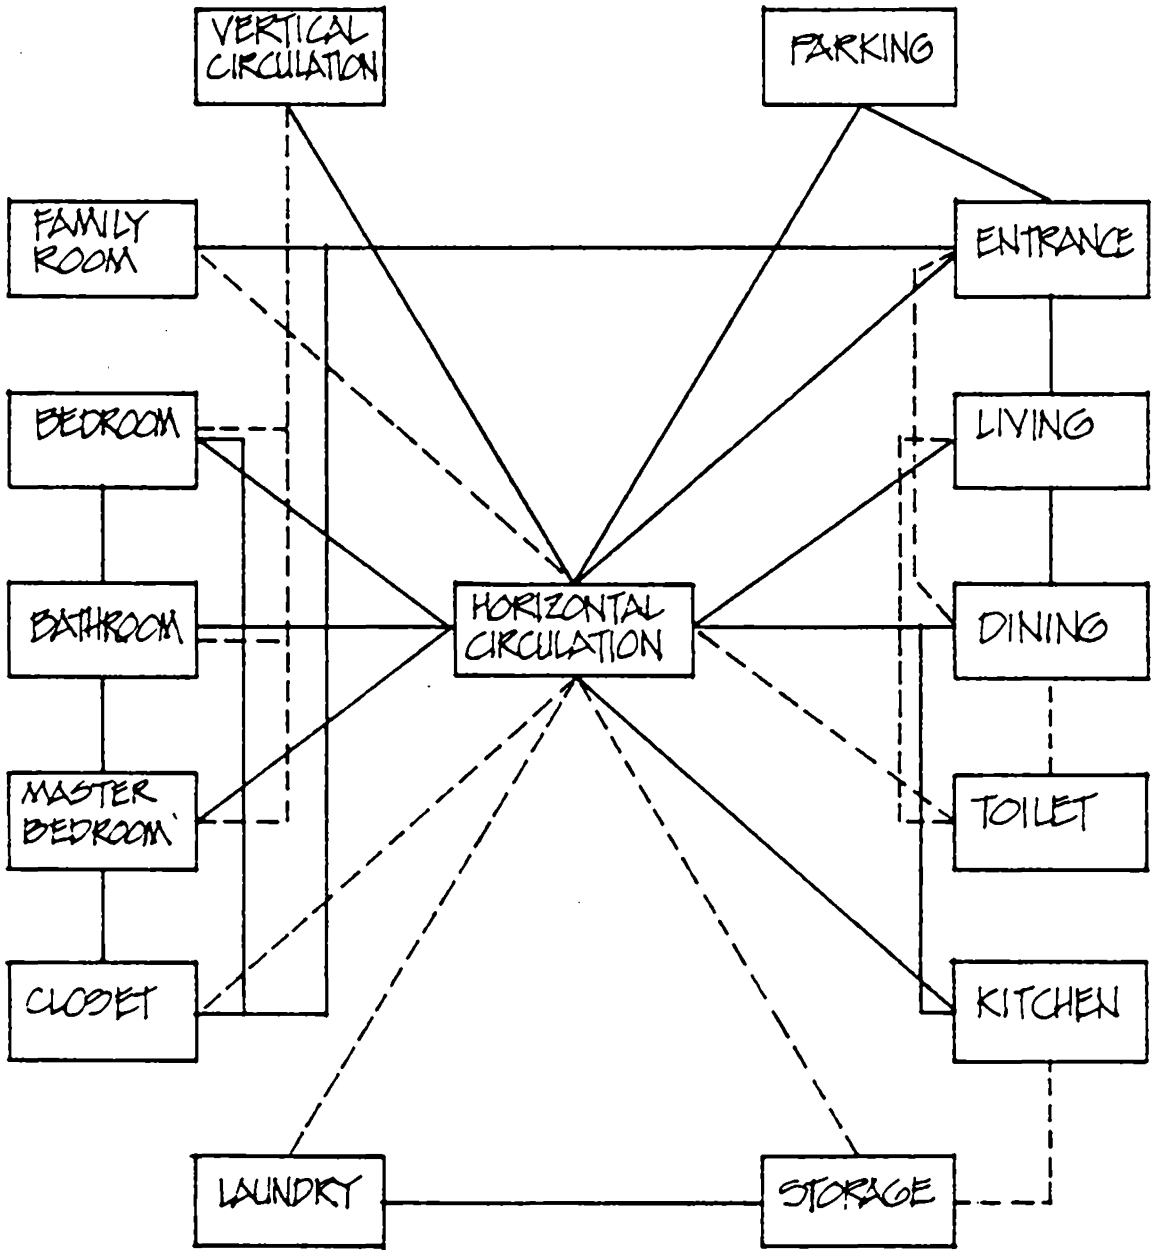 VERTICAL
CIRCULATION
PARKING
FAMILY
ROOM
ENTRANCE
BEDROOM
LIVING
BATHROOM
HORIZONTAL
CIRCULATION
DINING
MASTER
BEDROOM
TOILET
CLOSET
KITCHEN
LAUNDRY
STORAGE